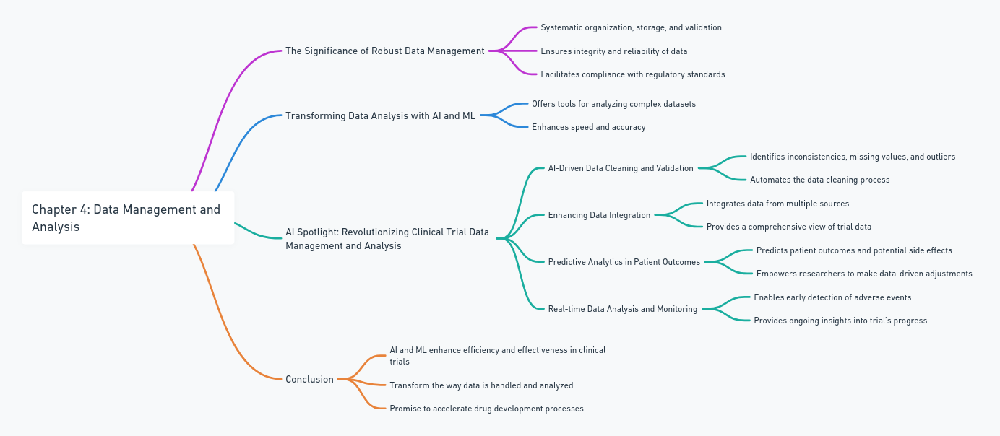 Chapter 4: Data Management and
Analysis
The Significance of Robust Data Management
Systematic organization, storage, and validation
Ensures integrity and reliability of data
Facilitates compliance with regulatory standards
Transforming Data Analysis with AI and ML
Offers tools for analyzing complex datasets
Enhances speed and accuracy
AI Spotlight: Revolutionizing Clinical Trial Data
Management and Analysis
AI-Driven Data Cleaning and Validation
Identifies inconsistencies, missing values, and outliers
Automates the data cleaning process
Enhancing Data Integration
Integrates data from multiple sources
Provides a comprehensive view of trial data
Predictive Analytics in Patient Outcomes
Predicts patient outcomes and potential side effects
Empowers researchers to make data-driven adjustments
Real-time Data Analysis and Monitoring
Enables early detection of adverse events
Provides ongoing insights into trial's progress
Conclusion
AI and ML enhance efficiency and effectiveness in clinical
trials
Transform the way data is handled and analyzed
Promise to accelerate drug development processes